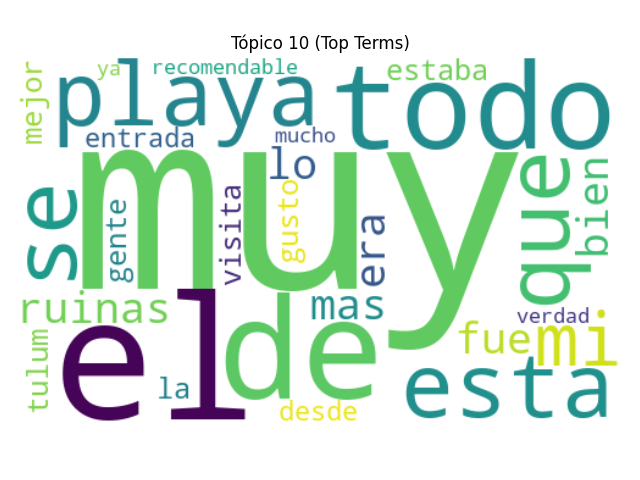 Tópico 10 (Top Terms)
mejor
ya
recomendable
estaba
playa
todo
entrada
mucho
lo
muy
se
gente
visita
gusto
era
que
bien
ruinas
el
de
mas
verdad
fue
mi
tulum
la
desde
esta